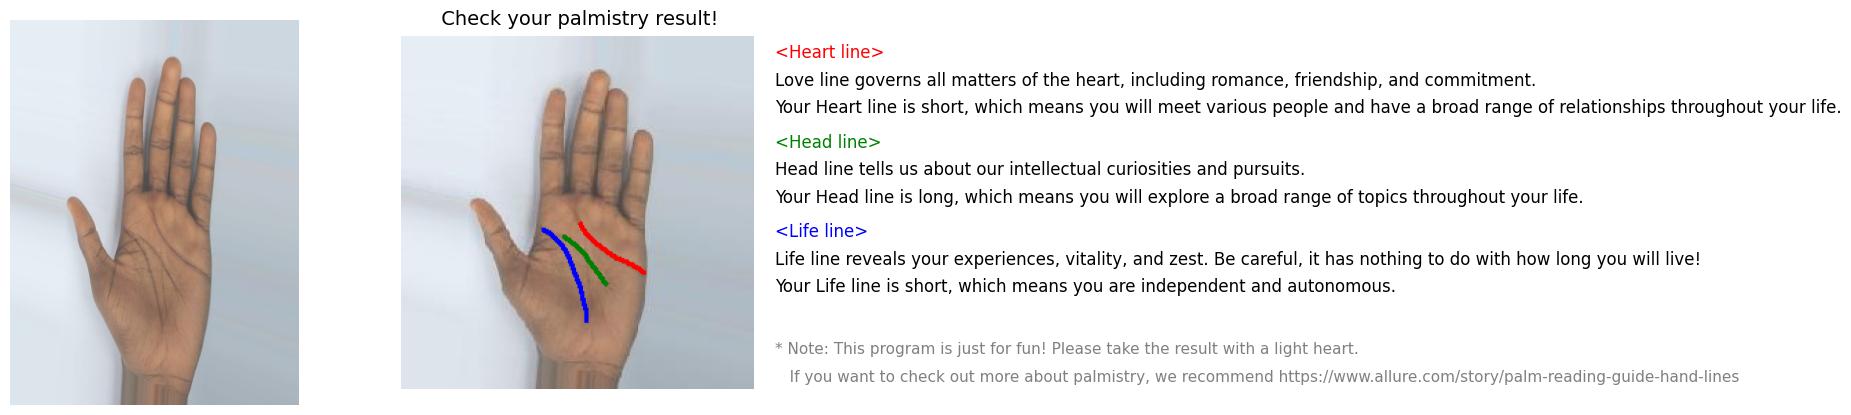 Check your palmistry result!
<Heart line>
Love line governs all matters of the heart, including romance, friendship, and commitment.
Your Heart line is short, which means you will meet various people and have a broad range of relationships throughout your life.
<Head line>
Head line tells us about our intellectual curiosities and pursuits.
Your Head line is long, which means you will explore a broad range of topics throughout your life.
<Life line>
Life line reveals your experiences, vitality, and zest. Be careful, it has nothing to do with how long you will live!
Your Life line is short, which means you are independent and autonomous.
* Note: This program is just for fun! Please take the result with a light heart.
If you want to check out more about palmistry, we recommend https://www.allure.com/story/palm-reading-guide-hand-lines